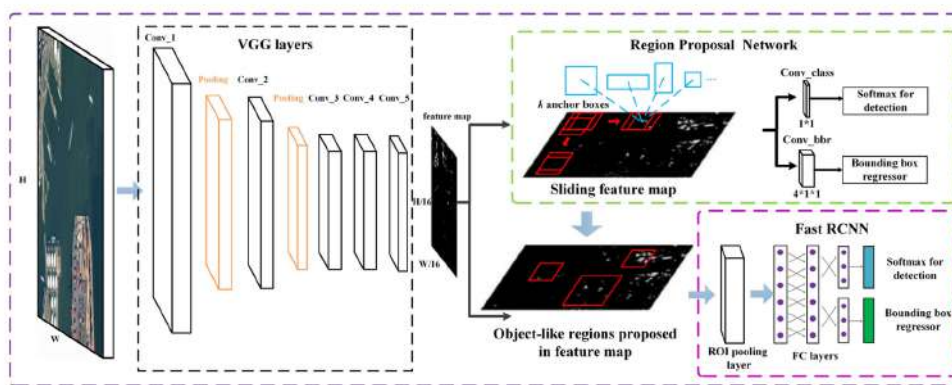 VGG layers
Conv_1
Pooling
Conv_2
Pooling
Conv_3
Conv_4
Conv_5
H
W
feature map
H/16
W/16
Region Proposal Network
k anchor boxes
...
Sliding feature map
Conv_class
1*1
Softmax for
detection
Conv_bbr
4*1*1
Bounding box
regressor
Object-like regions proposed
in feature map
Fast RCNN
ROI pooling
layer
FC layers
Softmax for
detection
Bounding box
regressor